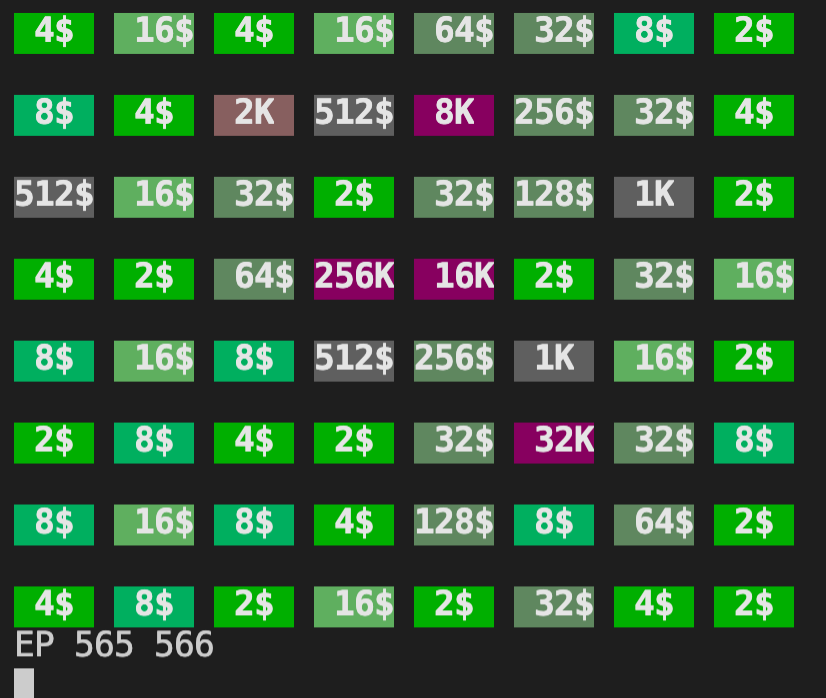 4$ 16$ 4$ 16$ 64$ 32$ 8$ 2$
8$ 4$ 2K 512$ 8K 256$ 32$ 4$
512$ 16$ 32$ 2$ 32$ 128$ 1K 2$
4$ 2$ 64$ 256K 16K 2$ 32$ 16$
8$ 16$ 8$ 512$ 256$ 1K 16$ 2$
2$ 8$ 4$ 2$ 32$ 32K 32$ 8$
8$ 16$ 8$ 4$ 128$ 8$ 64$ 2$
4$ 8$ 2$ 16$ 2$ 32$ 4$ 2$
EP 565 566